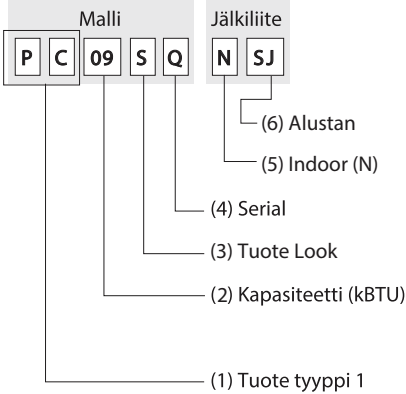 Malli Jälkiliite
P C 09 S Q N SJ
(6) Alustan
(5) Indoor (N)
(4) Serial
(3) Tuote Look
(2) Kapasiteetti (kBTU)
(1) Tuote tyyppi 1